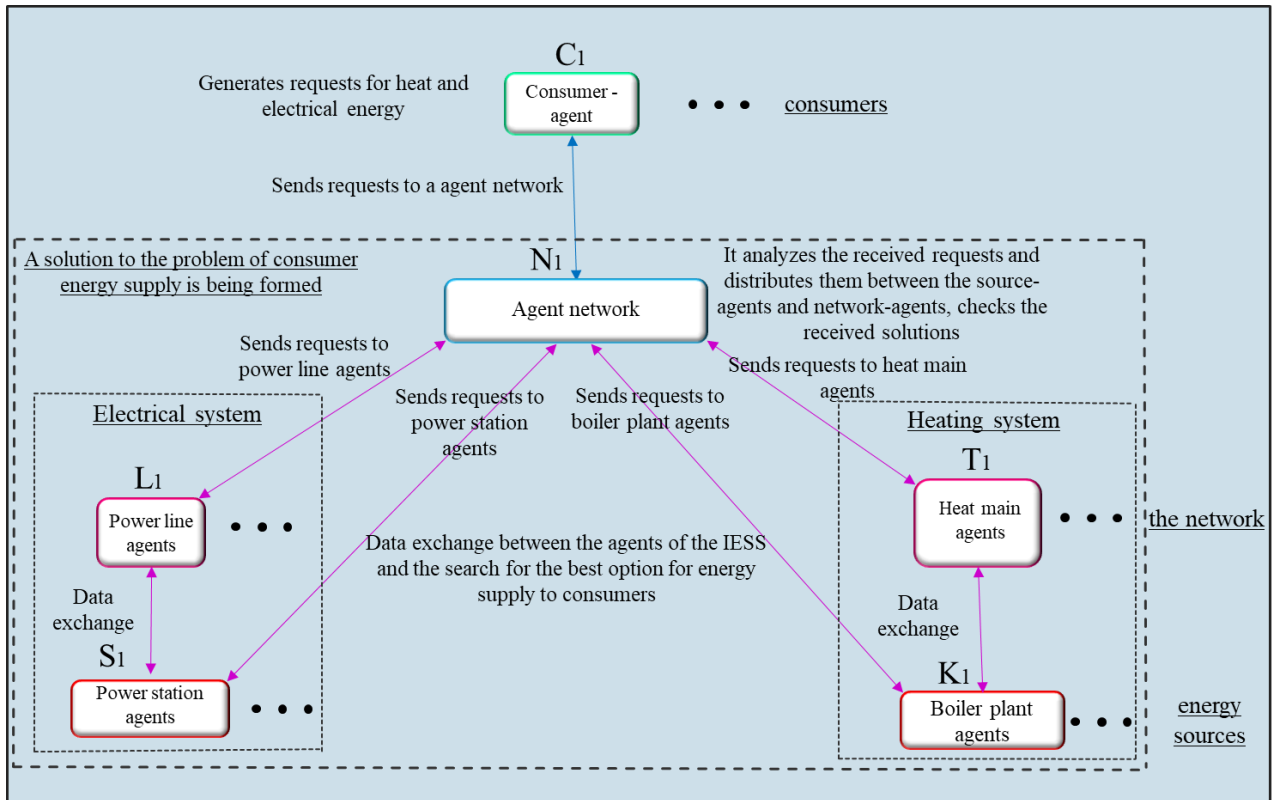 C1
Generates requests for heat and
electrical energy
Consumer -
agent
• • •
consumers
Sends requests to a agent network
A solution to the problem of consumer
energy supply is being formed
N1
Agent network
It analyzes the received requests and
distributes them between the source-
agents and network-agents, checks the
received solutions
Sends requests to
power line agents
Sends requests to
power station
agents
Sends requests to
boiler plant agents
Sends requests to heat main
agents
Electrical system
L1
Power line
agents
• • •
Data
exchange
S1
Power station
agents
• • •
Data exchange between the agents of the IESS
and the search for the best option for energy
supply to consumers
Heating system
T1
Heat main
agents
• • •
the network
Data
exchange
K1
Boiler plant
agents
• • •
energy
sources